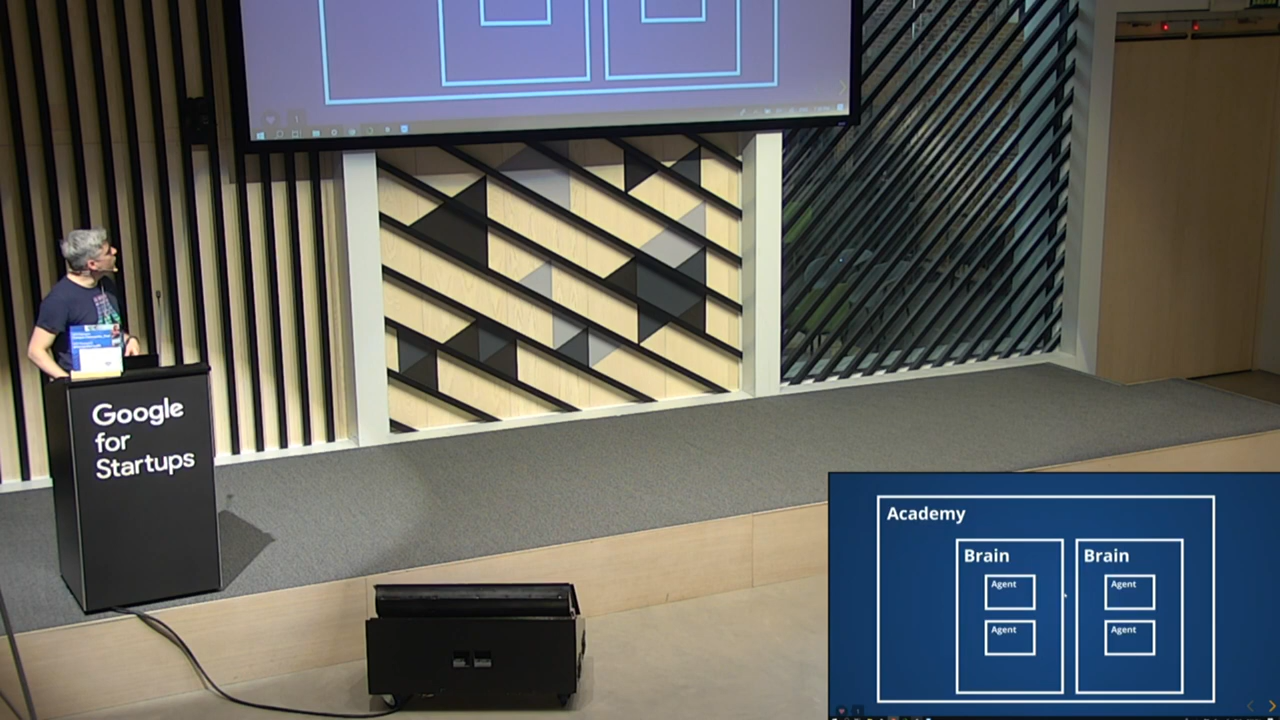 Google
for
Startups
Academy
Brain
Brain
Agent
Agent
Agent
Agent